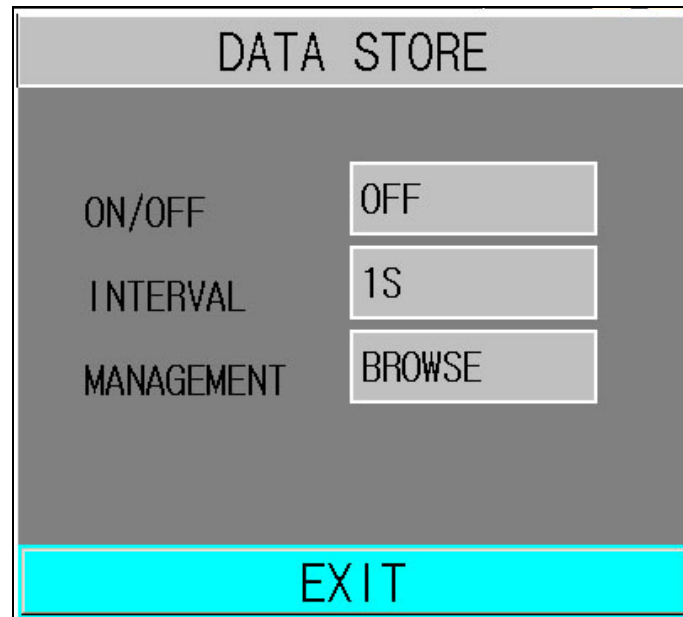 DATA STORE
ON/OFF OFF
INTERVAL 1S
MANAGEMENT BROWSE
EXIT